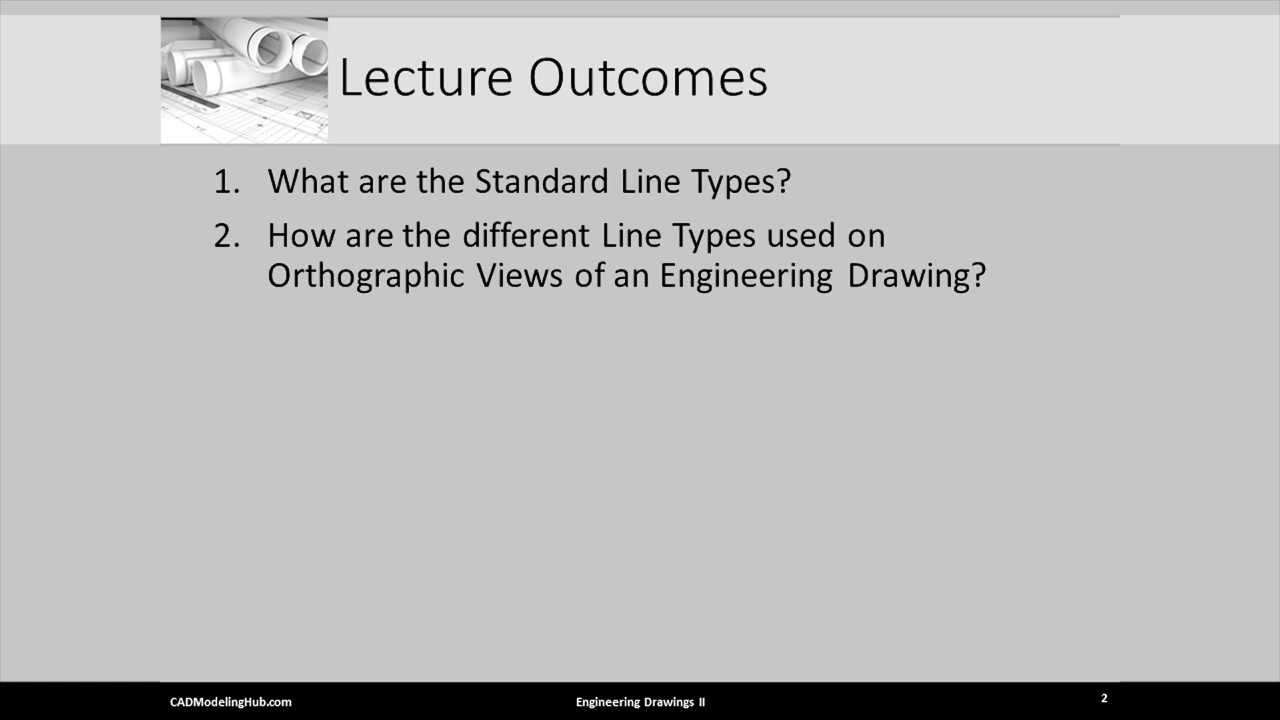 Lecture Outcomes
1. What are the Standard Line Types?
2. How are the different Line Types used on
Orthographic Views of an Engineering Drawing?
CADModelingHub.com
Engineering Drawings II
2